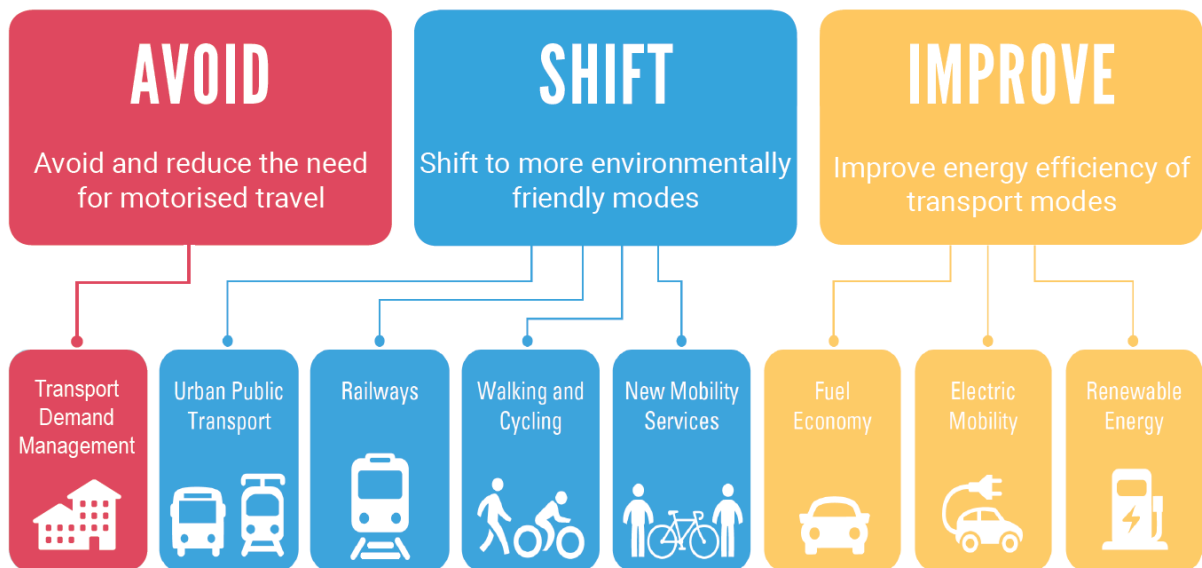 AVOID
Avoid and reduce the need
for motorised travel
SHIFT
Shift to more environmentally
friendly modes
IMPROVE
Improve energy efficiency of
transport modes
Transport
Demand
Management
Urban Public
Transport
Railways
Walking and
Cycling
New Mobility
Services
Fuel
Economy
Electric
Mobility
Renewable
Energy